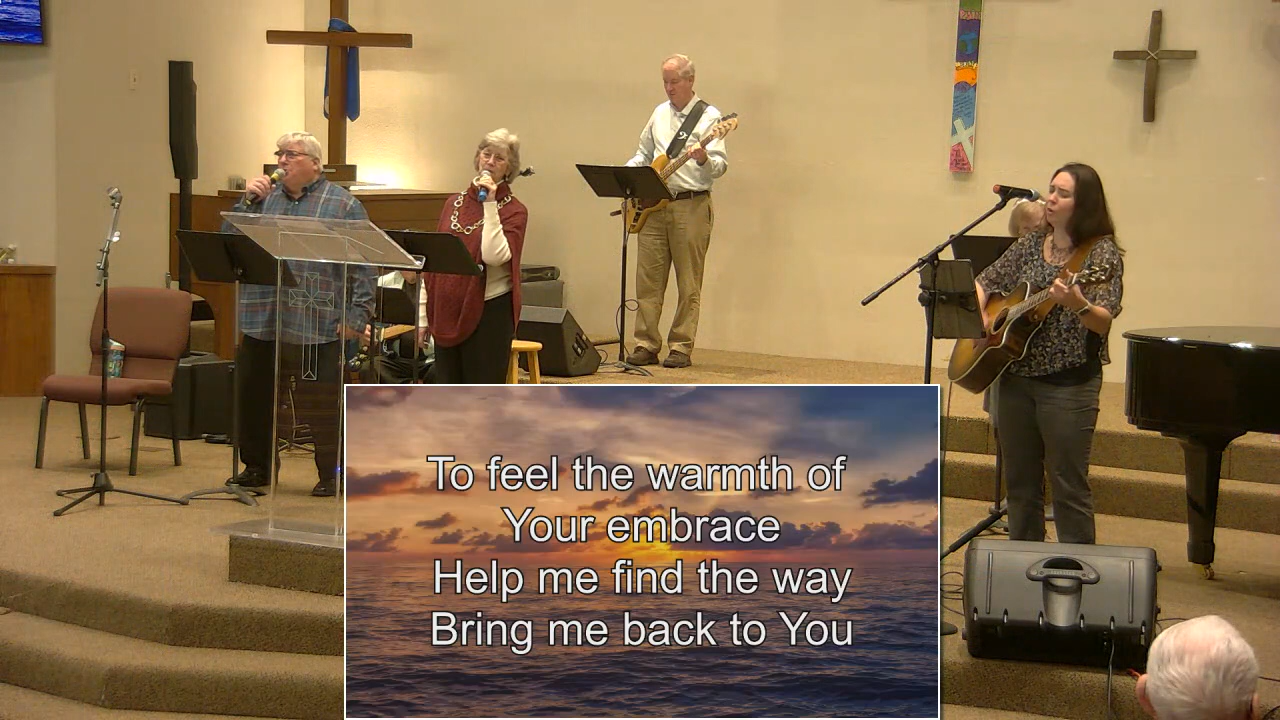 To feel the warmth of
Your embrace
Help me find the way
Bring me back to You